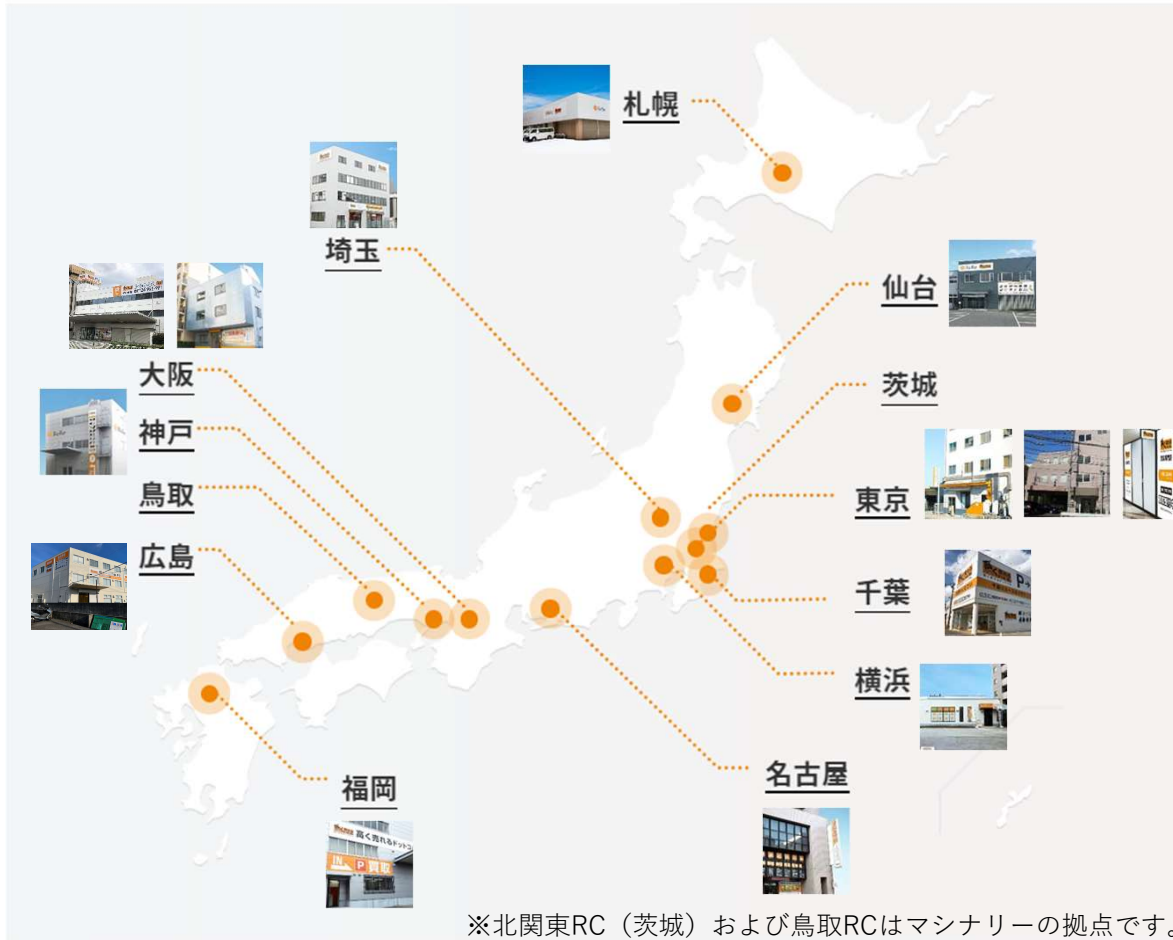 札幌
埼玉
仙台
大阪
茨城
神戸
鳥取
東京
広島
千葉
横浜
名古屋
福岡
高く売れるドットコム
IN
P 買取
※北関東RC（茨城）および鳥取RCはマシナリーの拠点です。